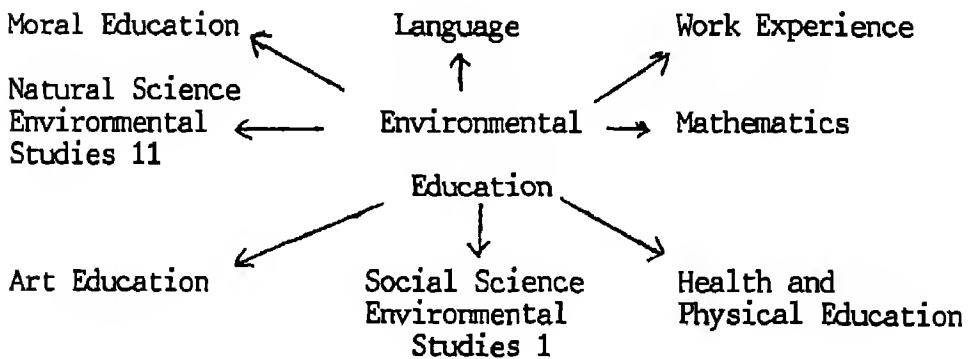 Moral Education Language Work Experience
Natural Science
Environmental Environmental Mathematics
Studies 11
Education
Art Education Social Science Health and
Environmental Physical Education
Studies 1